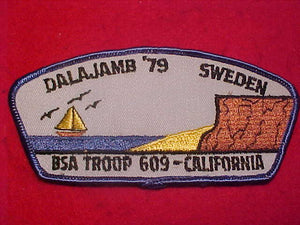 DALAJAMB '79 SWEDEN
BSA TROOP 609-CALIFORNIA